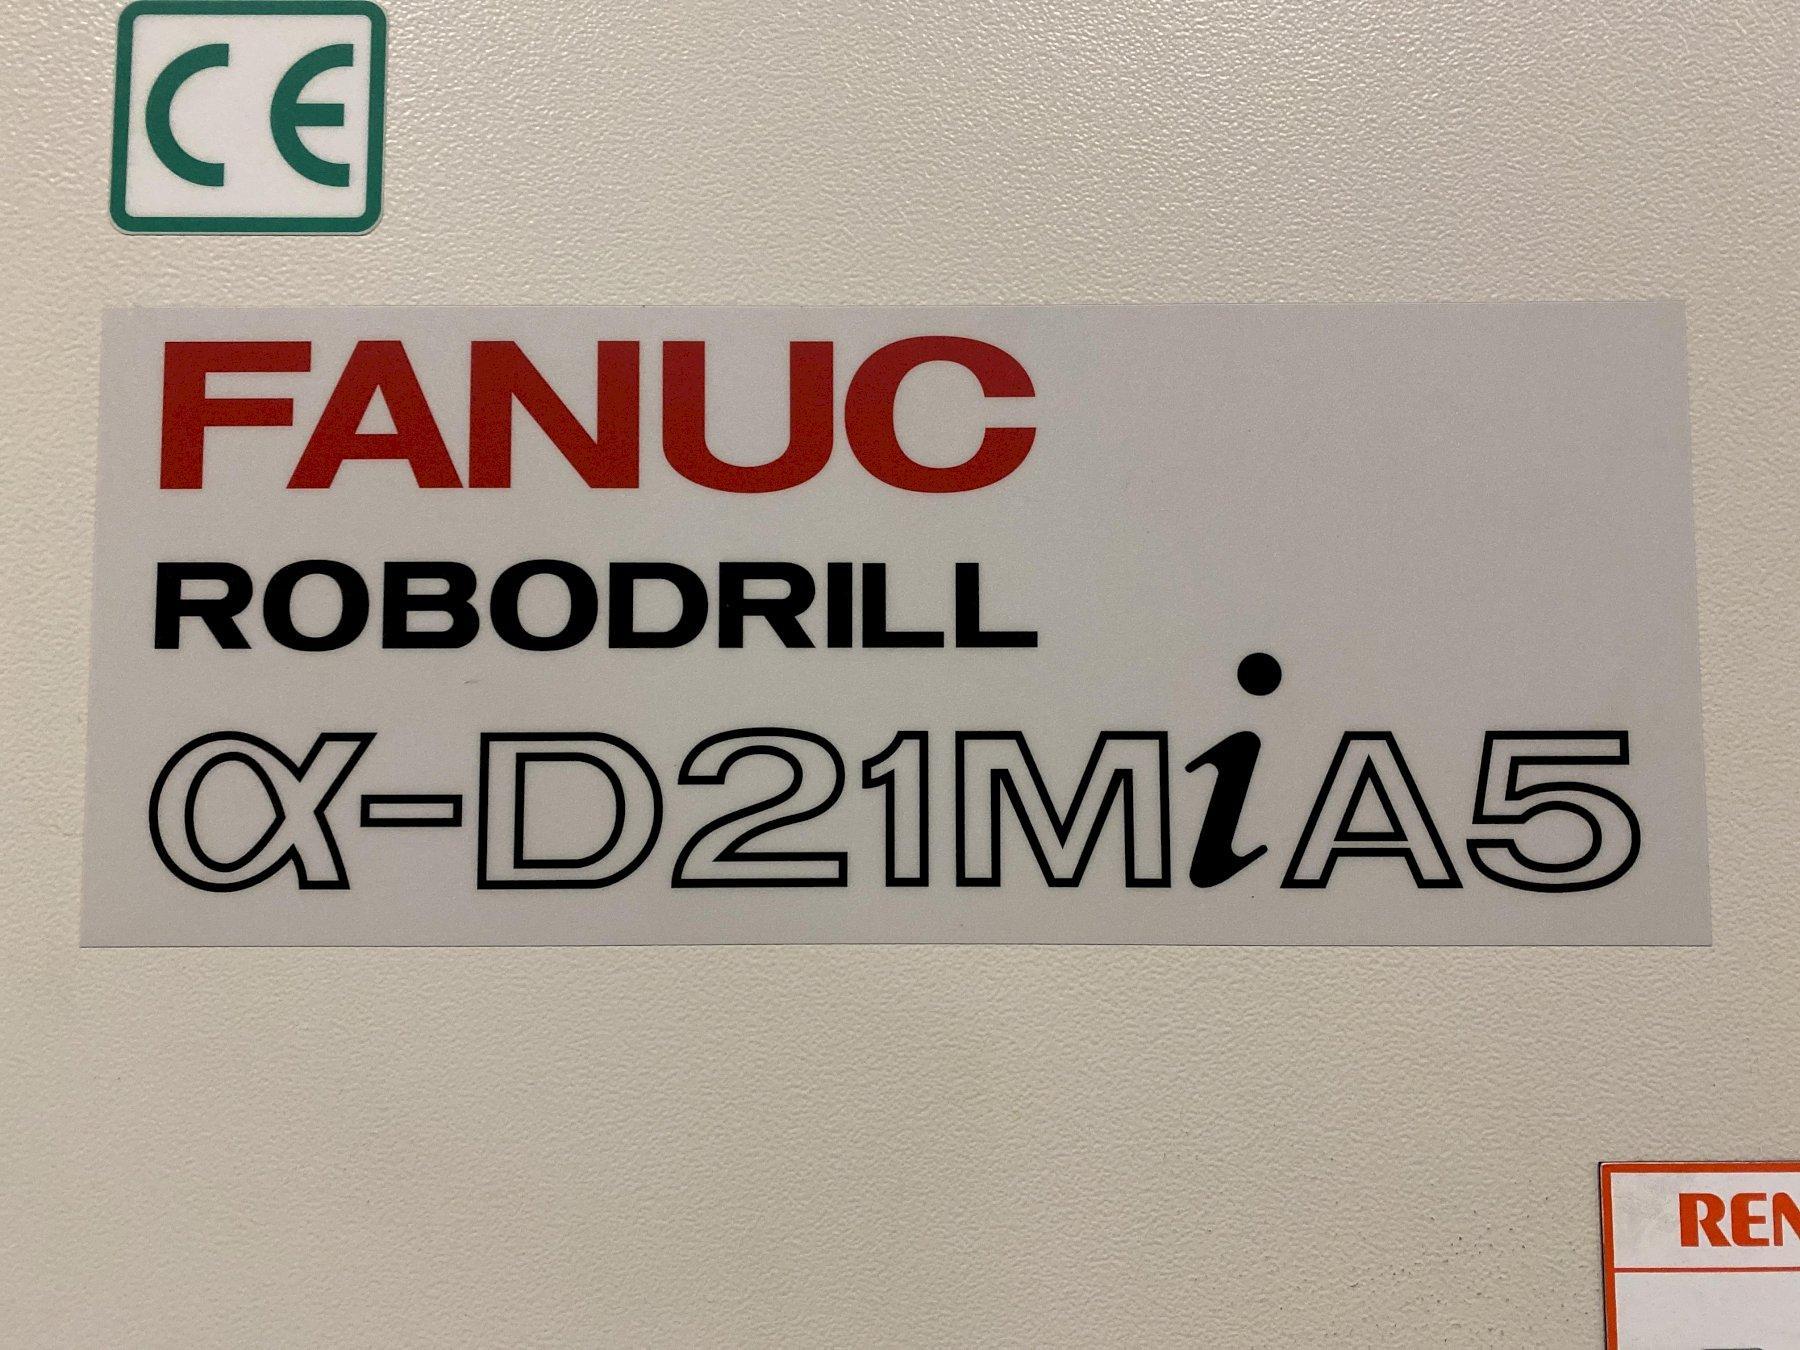 CE
FANUC
ROBODRILL
α-D21MiA5
REN